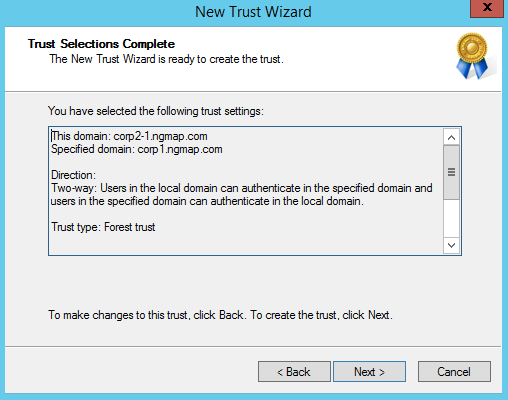 New Trust Wizard
x
Trust Selections Complete
The New Trust Wizard is ready to create the trust.
You have selected the following trust settings:
This domain: corp2-1.ngmap.com
Specified domain: corp1.ngmap.com
Direction:
Two-way: Users in the local domain can authenticate in the specified domain and
users in the specified domain can authenticate in the local domain.
Trust type: Forest trust
To make changes to this trust, click Back. To create the trust, click Next.
< Back
Next >
Cancel